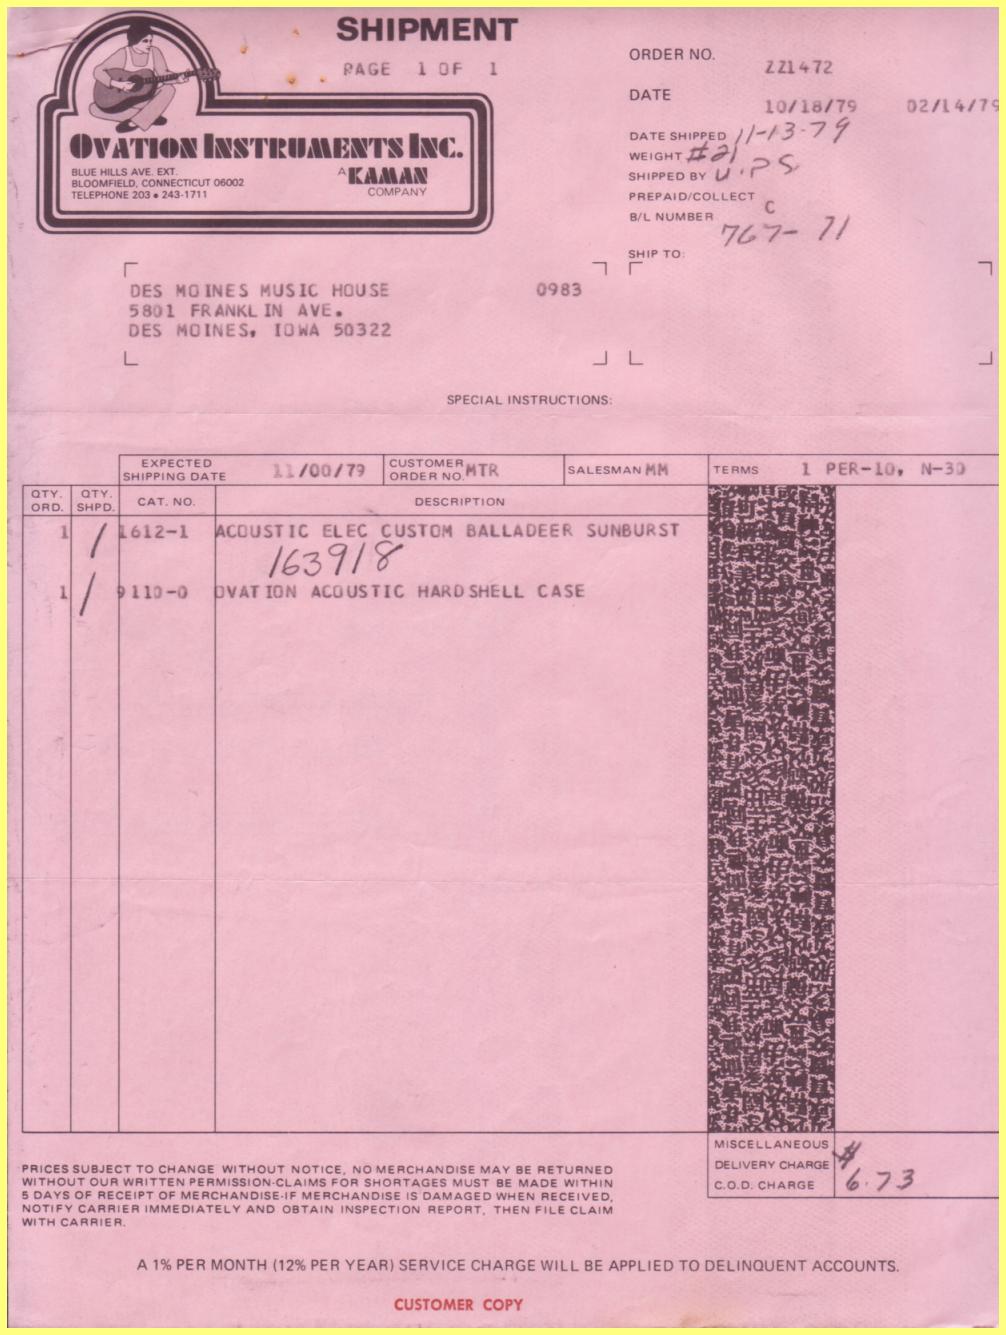 SHIPMENT
PAGE 1 OF 1
OVATION INSTRUMENTS INC.
BLUE HILLS AVE. EXT.
BLOOMFIELD, CONNECTICUT 06002
TELEPHONE 203 • 243-1711
A KAMAN
COMPANY
ORDER NO. ZZ1472
DATE 10/18/79 02/14/79
DATE SHIPPED 11-13-79
WEIGHT #21
SHIPPED BY U.P.S.
PREPAID/COLLECT C
B/L NUMBER 767-71
SHIP TO:
DES MOINES MUSIC HOUSE 0983
5801 FRANKLIN AVE.
DES MOINES, IOWA 50322
SPECIAL INSTRUCTIONS:
EXPECTED SHIPPING DATE 11/00/79 CUSTOMER ORDER NO. MTR SALESMAN MM TERMS 1 PER-10, N-30
QTY. ORD. QTY. SHPD. CAT. NO. DESCRIPTION
1 / 1612-1 ACOUSTIC ELEC CUSTOM BALLADEER SUNBURST
163918
1 / 9110-0 OVATION ACOUSTIC HARDSHELL CASE
MISCELLANEOUS
DELIVERY CHARGE #
C.O.D. CHARGE 6.73
PRICES SUBJECT TO CHANGE WITHOUT NOTICE, NO MERCHANDISE MAY BE RETURNED
WITHOUT OUR WRITTEN PERMISSION-CLAIMS FOR SHORTAGES MUST BE MADE WITHIN
5 DAYS OF RECEIPT OF MERCHANDISE-IF MERCHANDISE IS DAMAGED WHEN RECEIVED,
NOTIFY CARRIER IMMEDIATELY AND OBTAIN INSPECTION REPORT, THEN FILE CLAIM
WITH CARRIER.
A 1% PER MONTH (12% PER YEAR) SERVICE CHARGE WILL BE APPLIED TO DELINQUENT ACCOUNTS.
CUSTOMER COPY